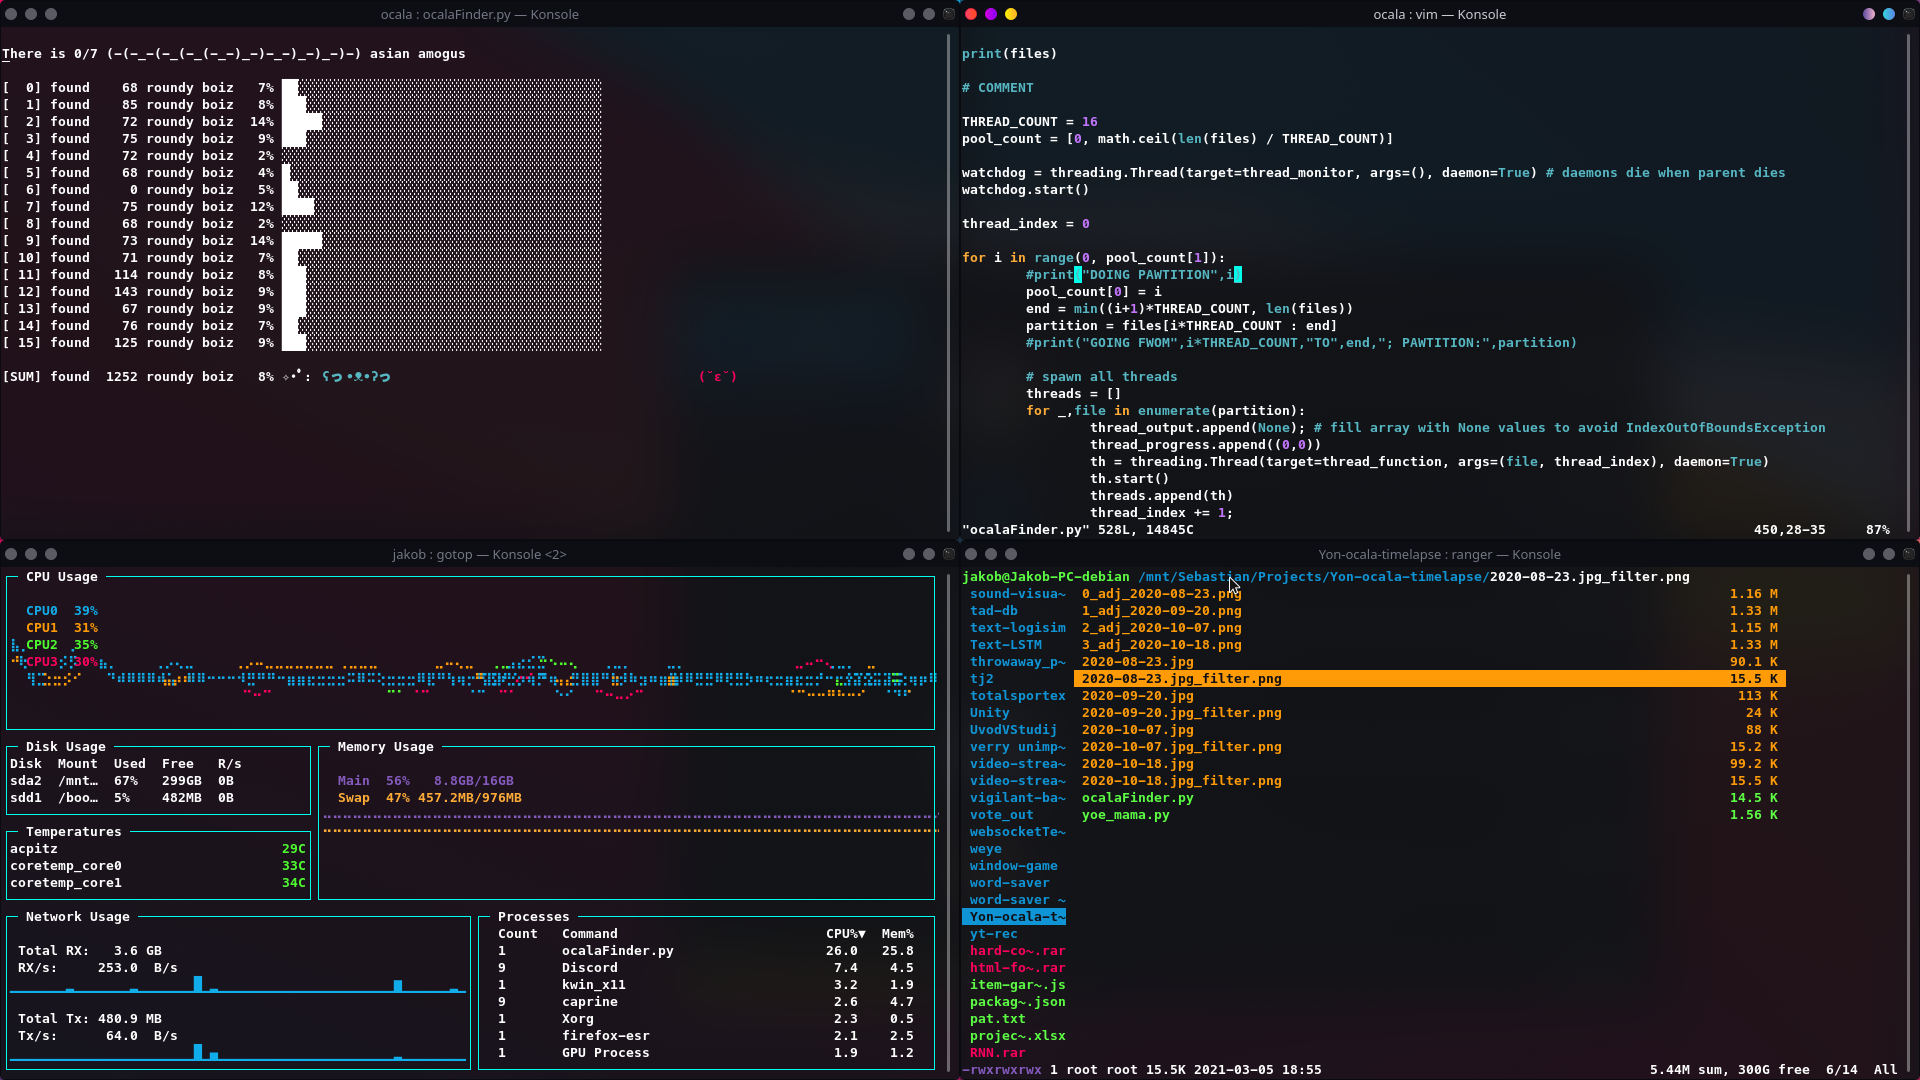 ocala : ocalaFinder.py — Konsole
There is 0/7 (−(−_−(−_(−_(−−)_−)−−)_−)_−)−) asian amogus
[  0] found    68 roundy boiz   7%
[  1] found    85 roundy boiz   8%
[  2] found    72 roundy boiz  14%
[  3] found    75 roundy boiz   9%
[  4] found    72 roundy boiz   2%
[  5] found    68 roundy boiz   4%
[  6] found     0 roundy boiz   5%
[  7] found    75 roundy boiz  12%
[  8] found    68 roundy boiz   2%
[  9] found    73 roundy boiz  14%
[ 10] found    71 roundy boiz   7%
[ 11] found   114 roundy boiz   8%
[ 12] found   143 roundy boiz   9%
[ 13] found    67 roundy boiz   9%
[ 14] found    76 roundy boiz   7%
[ 15] found   125 roundy boiz   9%
[SUM] found  1252 roundy boiz   8% ✧•̊: ʕっ•ᴥ•ʔっ (˘ε˘)
ocala : vim — Konsole
print(files)
# COMMENT
THREAD_COUNT = 16
pool_count = [0, math.ceil(len(files) / THREAD_COUNT)]
watchdog = threading.Thread(target=thread_monitor, args=(), daemon=True) # daemons die when parent dies
watchdog.start()
thread_index = 0
for i in range(0, pool_count[1]):
#print("DOING PAWTITION",i)
pool_count[0] = i
end = min((i+1)*THREAD_COUNT, len(files))
partition = files[i*THREAD_COUNT : end]
#print("GOING FWOM",i*THREAD_COUNT,"TO",end,"; PAWTITION:",partition)
# spawn all threads
threads = []
for _,file in enumerate(partition):
thread_output.append(None); # fill array with None values to avoid IndexOutOfBoundsException
thread_progress.append((0,0))
th = threading.Thread(target=thread_function, args=(file, thread_index), daemon=True)
th.start()
threads.append(th)
thread_index += 1;
"ocalaFinder.py" 528L, 14845C 450,28-35 87%
jakob : gotop — Konsole <2>
CPU Usage
CPU0 39%
CPU1 31%
CPU2 35%
CPU3 30%
Disk Usage
Disk Mount Used Free R/s
sda2 /mnt… 67% 299GB 0B
sdd1 /boo… 5% 482MB 0B
Memory Usage
Main 56% 8.8GB/16GB
Swap 47% 457.2MB/976MB
Temperatures
acpitz 29C
coretemp_core0 33C
coretemp_core1 34C
Network Usage
Total RX: 3.6 GB
RX/s: 253.0 B/s
Total Tx: 480.9 MB
Tx/s: 64.0 B/s
Processes
Count Command CPU%▼ Mem%
1 ocalaFinder.py 26.0 25.8
9 Discord 7.4 4.5
1 kwin_x11 3.2 1.9
9 caprine 2.6 4.7
1 Xorg 2.3 0.5
1 firefox-esr 2.1 2.5
1 GPU Process 1.9 1.2
Yon-ocala-timelapse : ranger — Konsole
jakob@Jakob-PC-debian /mnt/Sebastian/Projects/Yon-ocala-timelapse/2020-08-23.jpg_filter.png
sound-visua~ 0_adj_2020-08-23.png 1.16 M
tad-db 1_adj_2020-09-20.png 1.33 M
text-logisim 2_adj_2020-10-07.png 1.15 M
Text-LSTM 3_adj_2020-10-18.png 1.33 M
throwaway_p~ 2020-08-23.jpg 90.1 K
tj2 2020-08-23.jpg_filter.png 15.5 K
totalsportex 2020-09-20.jpg 113 K
Unity 2020-09-20.jpg_filter.png 24 K
UvodVStudij 2020-10-07.jpg 88 K
verry unimp~ 2020-10-07.jpg_filter.png 15.2 K
video-strea~ 2020-10-18.jpg 99.2 K
video-strea~ 2020-10-18.jpg_filter.png 15.5 K
vigilant-ba~ ocalaFinder.py 14.5 K
vote_out yoe_mama.py 1.56 K
websocketTe~
weye
window-game
word-saver
word-saver ~
Yon-ocala-t~
yt-rec
hard-co~.rar
html-fo~.rar
item-gar~.js
packag~.json
pat.txt
projec~.xlsx
RNN.rar
-rwxrwxrwx 1 root root 15.5K 2021-03-05 18:55 5.44M sum, 300G free 6/14 All